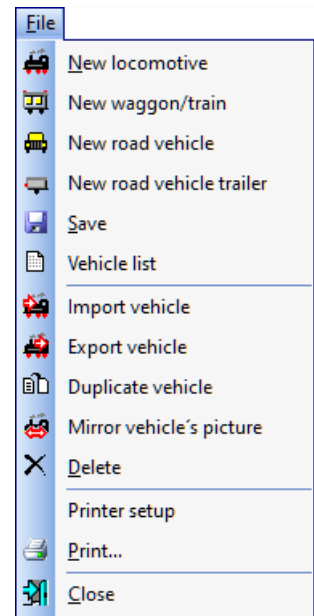 File
New locomotive
New waggon/train
New road vehicle
New road vehicle trailer
Save
Vehicle list
Import vehicle
Export vehicle
Duplicate vehicle
Mirror vehicle´s picture
Delete
Printer setup
Print...
Close